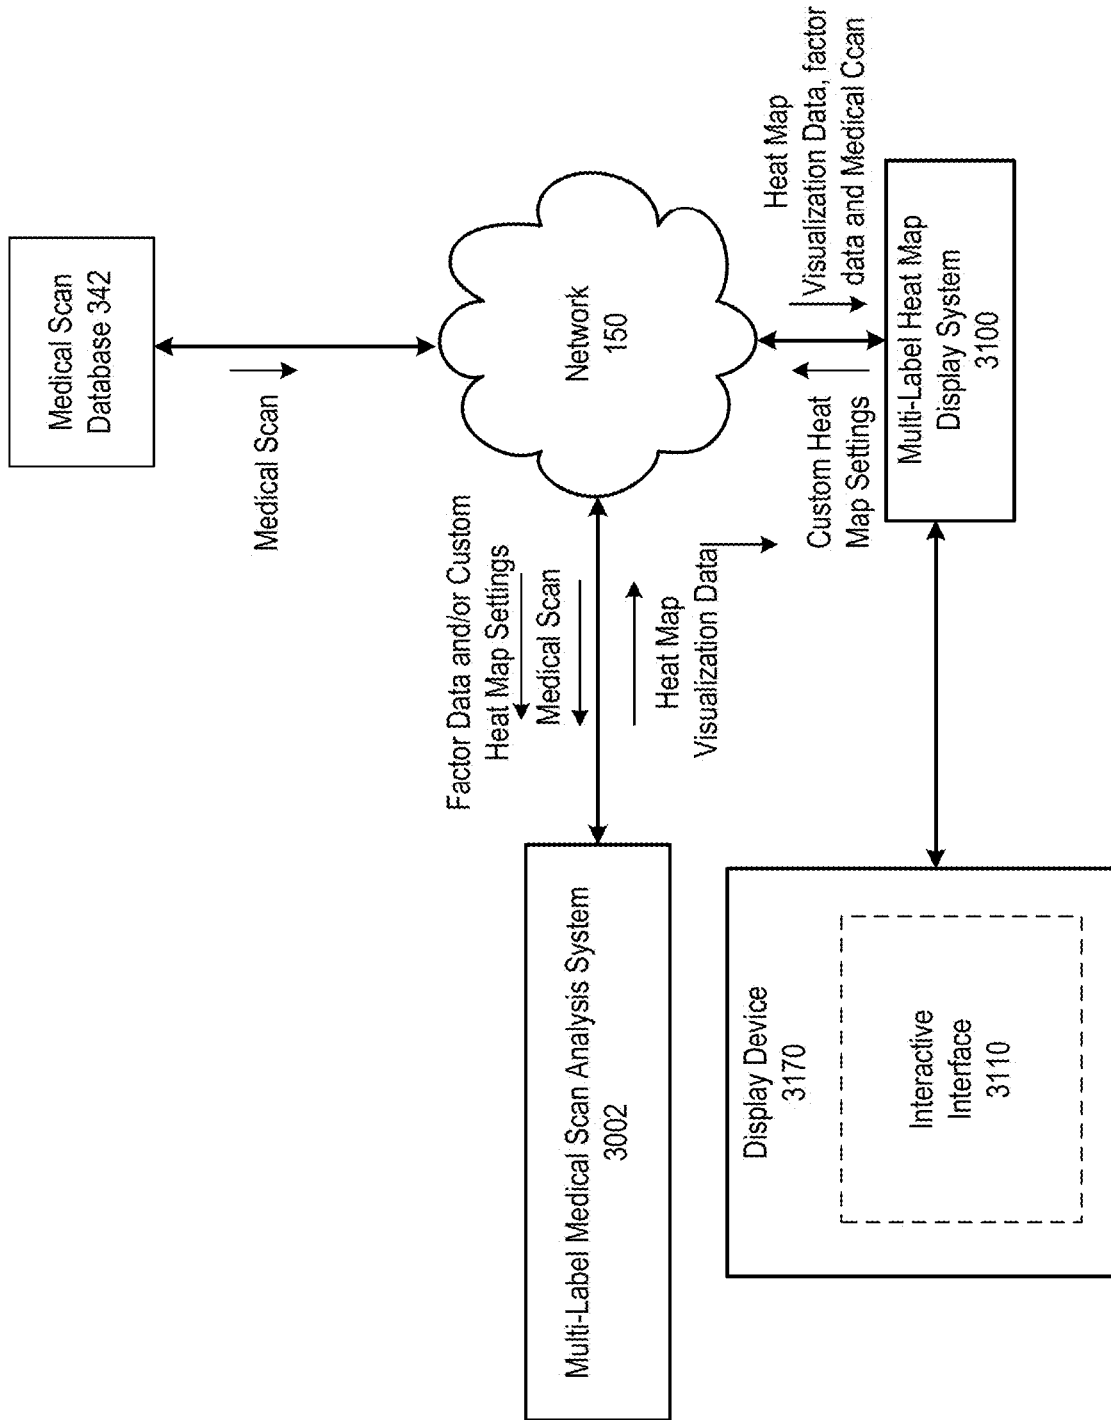 Medical Scan
Database 342
Medical Scan
Network
150
Factor Data and/or Custom
Heat Map Settings
Medical Scan
Heat Map
Visualization Data
Heat Map
Visualization Data, factor
data and Medical Ccan
Custom Heat
Map Settings
Multi-Label Heat Map
Display System
3100
Multi-Label Medical Scan Analysis System
3002
Display Device
3170
Interactive
Interface
3110